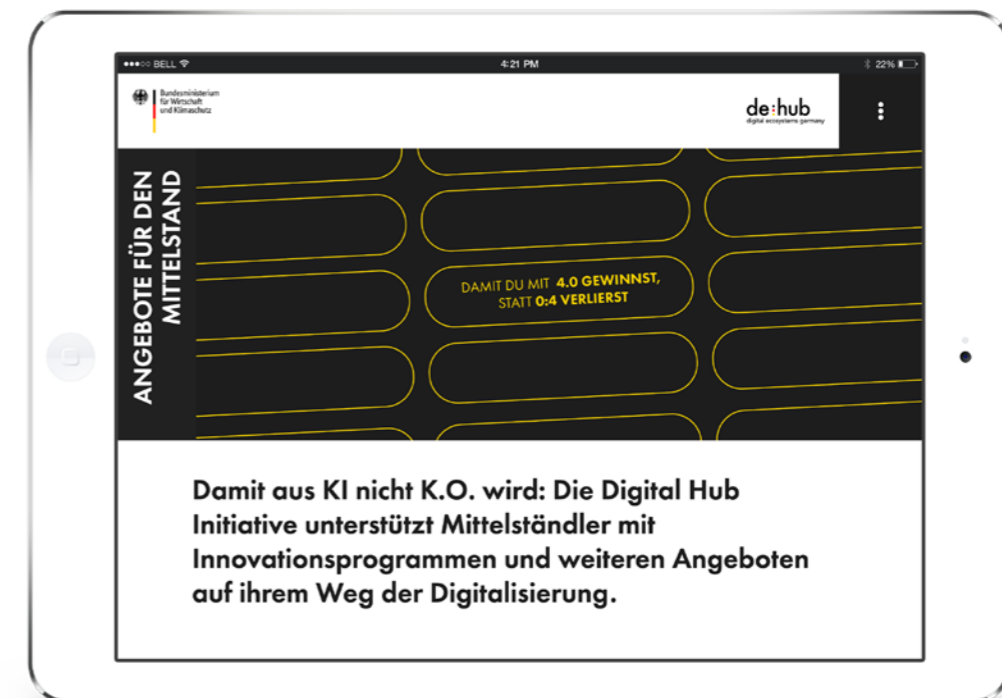 BELL
4:21 PM
22%
Bundesministerium
für Wirtschaft
und Klimaschutz
de:hub
digital ecosystems germany
ANGEBOTE FÜR DEN
MITTELSTAND
DAMIT DU MIT 4.0 GEWINNST,
STATT 0:4 VERLIERST
Damit aus KI nicht K.O. wird: Die Digital Hub
Initiative unterstützt Mittelständler mit
Innovationsprogrammen und weiteren Angeboten
auf ihrem Weg der Digitalisierung.